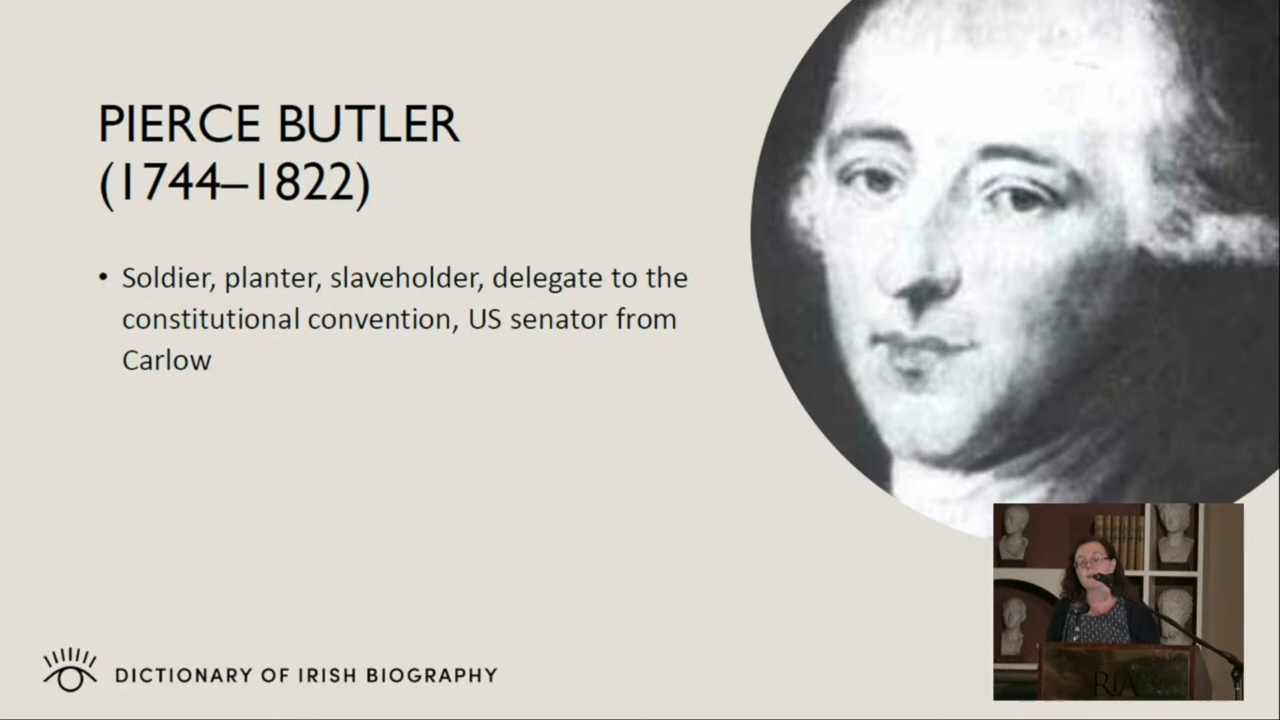 PIERCE BUTLER
(1744–1822)
• Soldier, planter, slaveholder, delegate to the
constitutional convention, US senator from
Carlow
DICTIONARY OF IRISH BIOGRAPHY
RIA